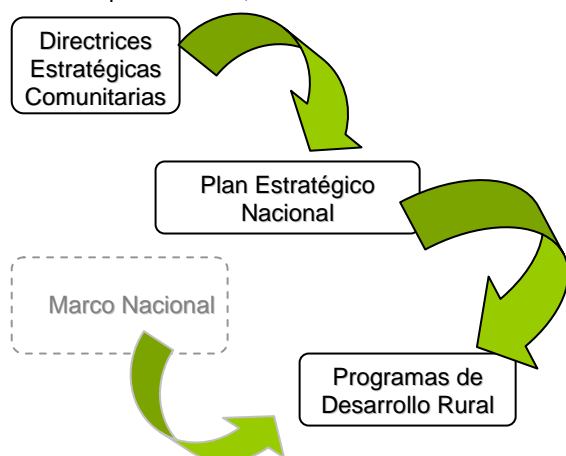 Directrices
Estratégicas
Comunitarias
Plan Estratégico
Nacional
Marco Nacional
Programas de
Desarrollo Rural